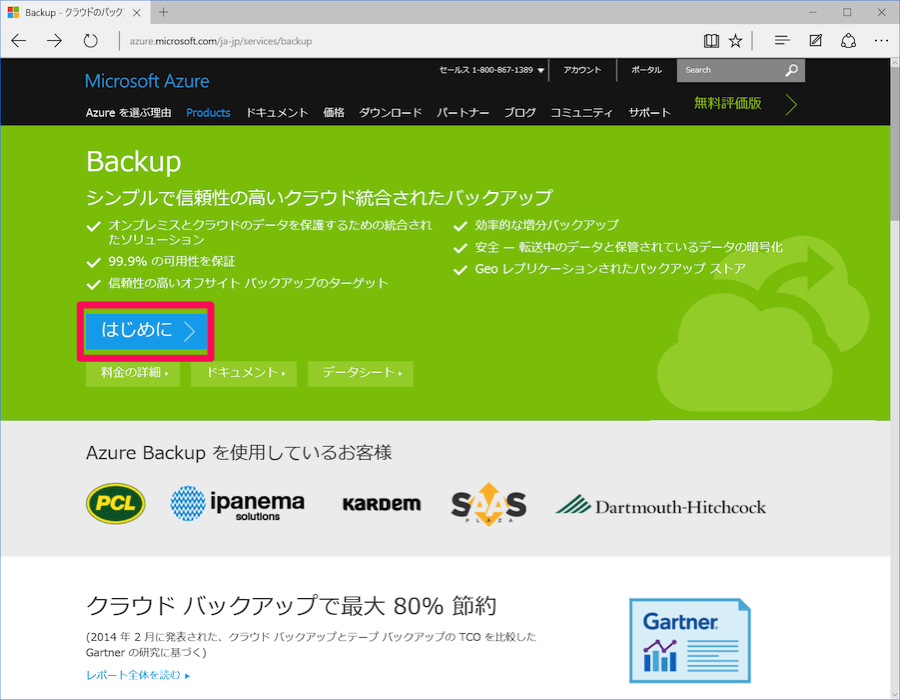 Backup - クラウドのバック
azure.microsoft.com/ja-jp/services/backup
セールス 1-800-867-1389
アカウント
ポータル
Search
Microsoft Azure
無料評価版
Azure を選ぶ理由
Products
ドキュメント
価格
ダウンロード
パートナー
ブログ
コミュニティ
サポート
Backup
シンプルで信頼性の高いクラウド統合されたバックアップ
オンプレミスとクラウドのデータを保護するための統合され
たソリューション
99.9% の可用性を保証
信頼性の高いオフサイト バックアップのターゲット
効率的な増分バックアップ
安全 — 転送中のデータと保管されているデータの暗号化
Geo レプリケーションされたバックアップ ストア
はじめに
料金の詳細
ドキュメント
データシート
Azure Backup を使用しているお客様
PCL
ipanema
solutions
KARDEM
SAAS
PLAZA
Dartmouth-Hitchcock
クラウド バックアップで最大 80% 節約
(2014 年 2 月に発表された、クラウド バックアップとテープ バックアップの TCO を比較した
Gartner の研究に基づく)
レポート全体を読む
Gartner